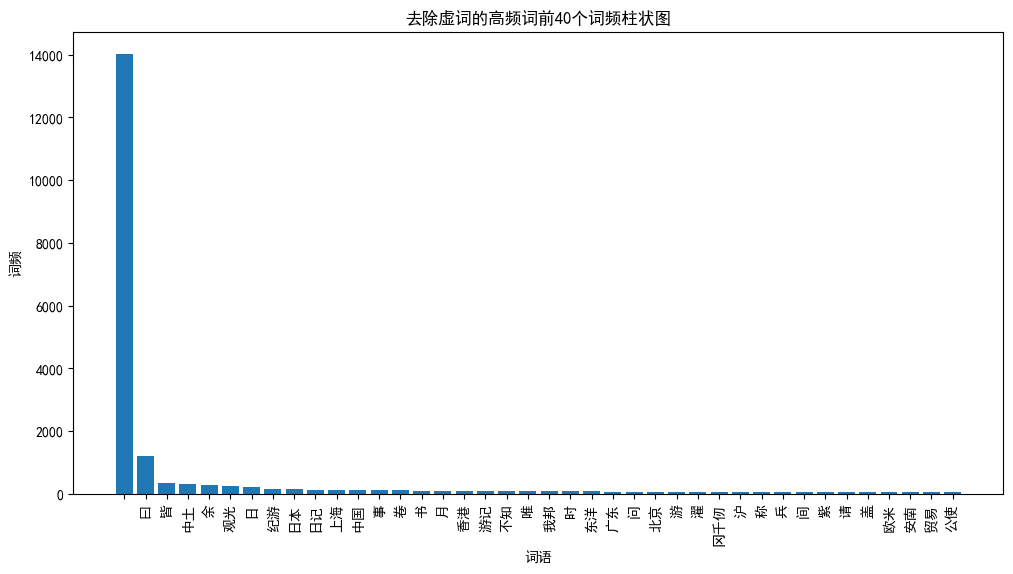 去除虚词的高频词前40个词频柱状图
词频
14000
12000
10000
8000
6000
4000
2000
0
曰
皆
中土
余
观光
日
纪游
日本
日记
上海
中国
事
卷
书
月
香港
游记
不知
唯
我邦
时
东洋
广东
问
北京
游
濯
冈千仞
沪
称
兵
间
紫
请
盖
欧米
安南
贸易
公使
词语